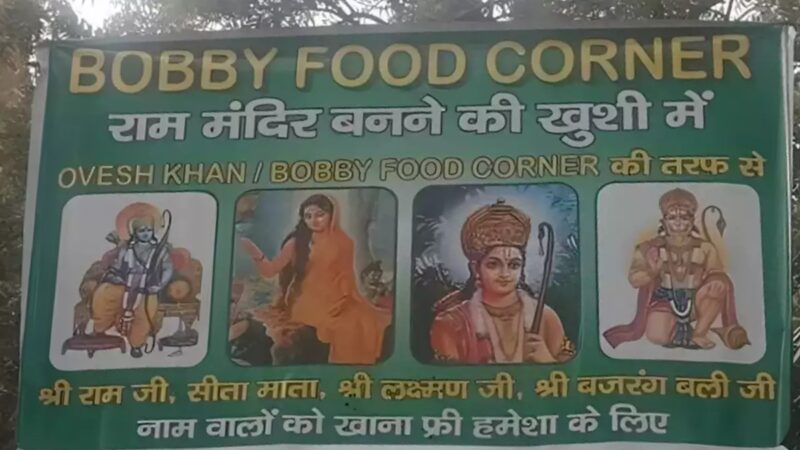 BOBBY FOOD CORNER
राम मंदिर बनने की खुशी में
OVESH KHAN / BOBBY FOOD CORNER की तरफ से
श्री राम जी, सीता माता, श्री लक्ष्मण जी, श्री बजरंग बली जी
नाम वालों को खाना फ्री हमेशा के लिए